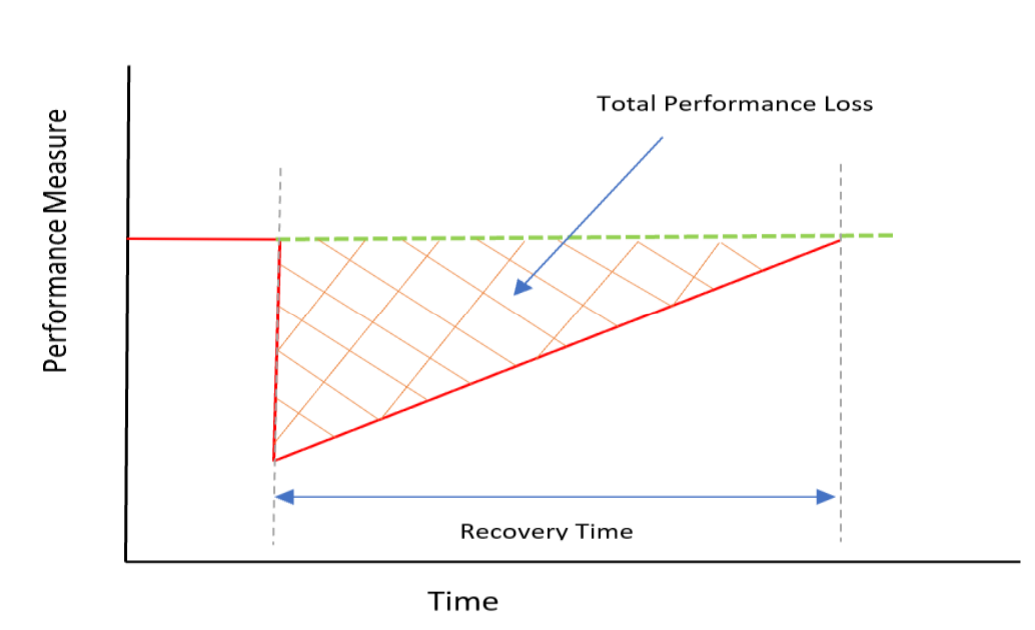 Total Performance Loss
Performance Measure
Recovery Time
Time